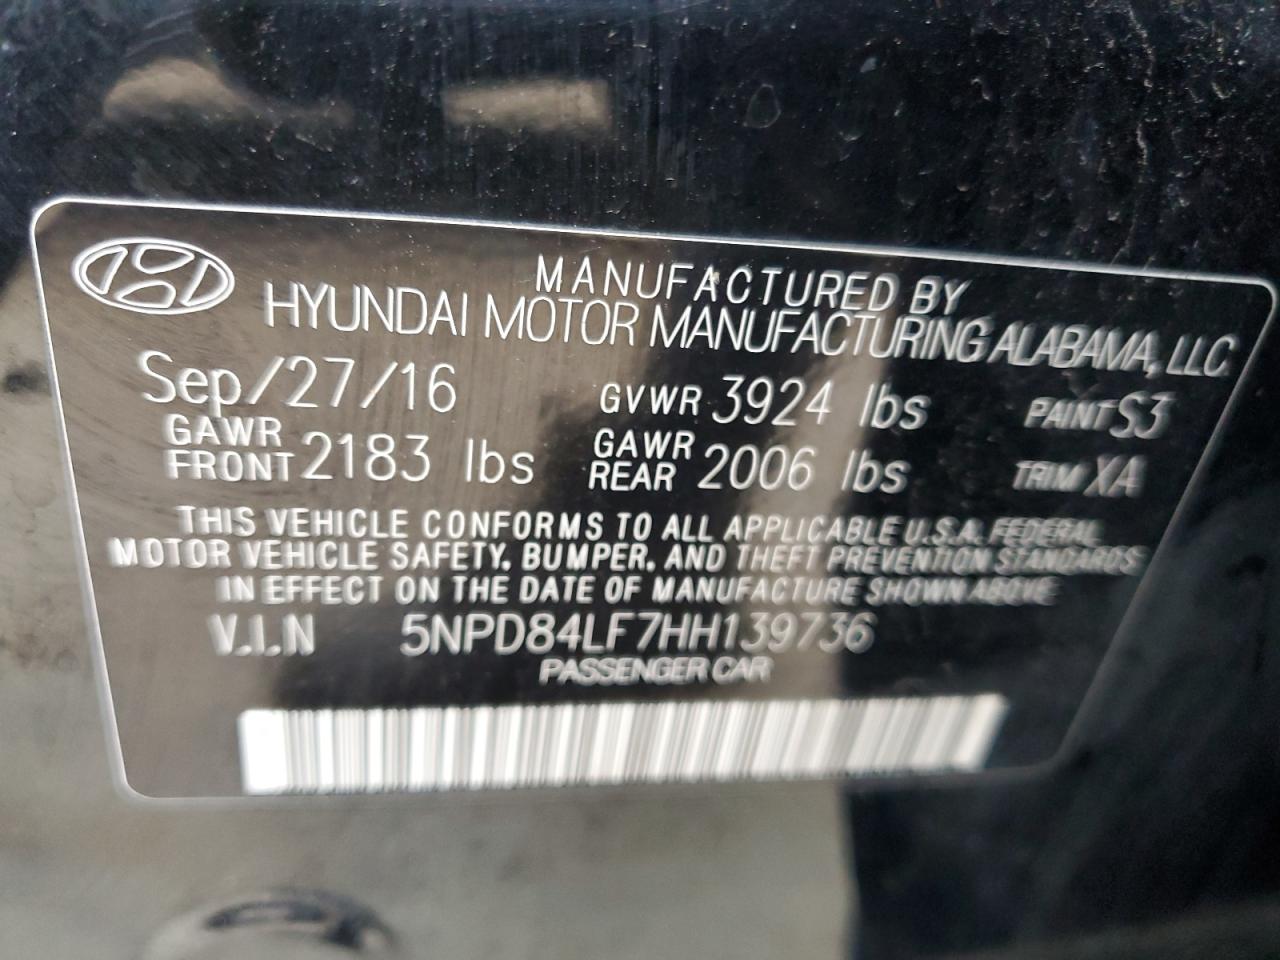 MANUFACTURED BY
HYUNDAI MOTOR MANUFACTURING ALABAMA, LLC
Sep/27/16 GVWR 3924 lbs PAINT S3
GAWR FRONT 2183 lbs GAWR REAR 2006 lbs TRIM XA
THIS VEHICLE CONFORMS TO ALL APPLICABLE U.S.A. FEDERAL
MOTOR VEHICLE SAFETY, BUMPER, AND THEFT PREVENTION STANDARDS
IN EFFECT ON THE DATE OF MANUFACTURE SHOWN ABOVE
V.I.N 5NPD84LF7HH139736
PASSENGER CAR